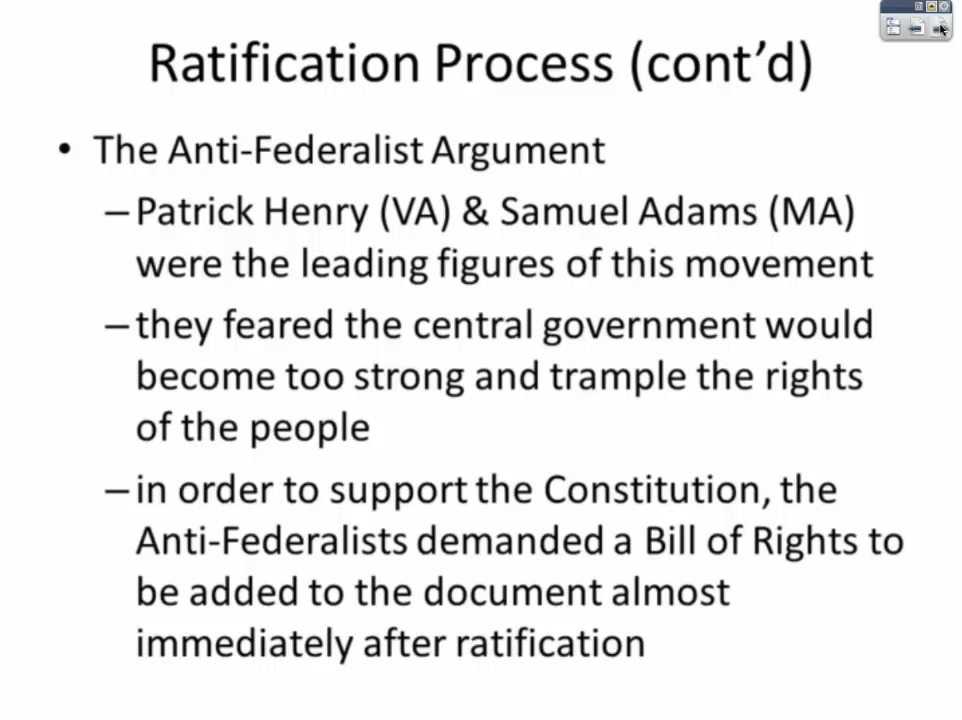 Ratification Process (cont’d)
• The Anti-Federalist Argument
–Patrick Henry (VA) & Samuel Adams (MA)
were the leading figures of this movement
–they feared the central government would
become too strong and trample the rights
of the people
–in order to support the Constitution, the
Anti-Federalists demanded a Bill of Rights to
be added to the document almost
immediately after ratification